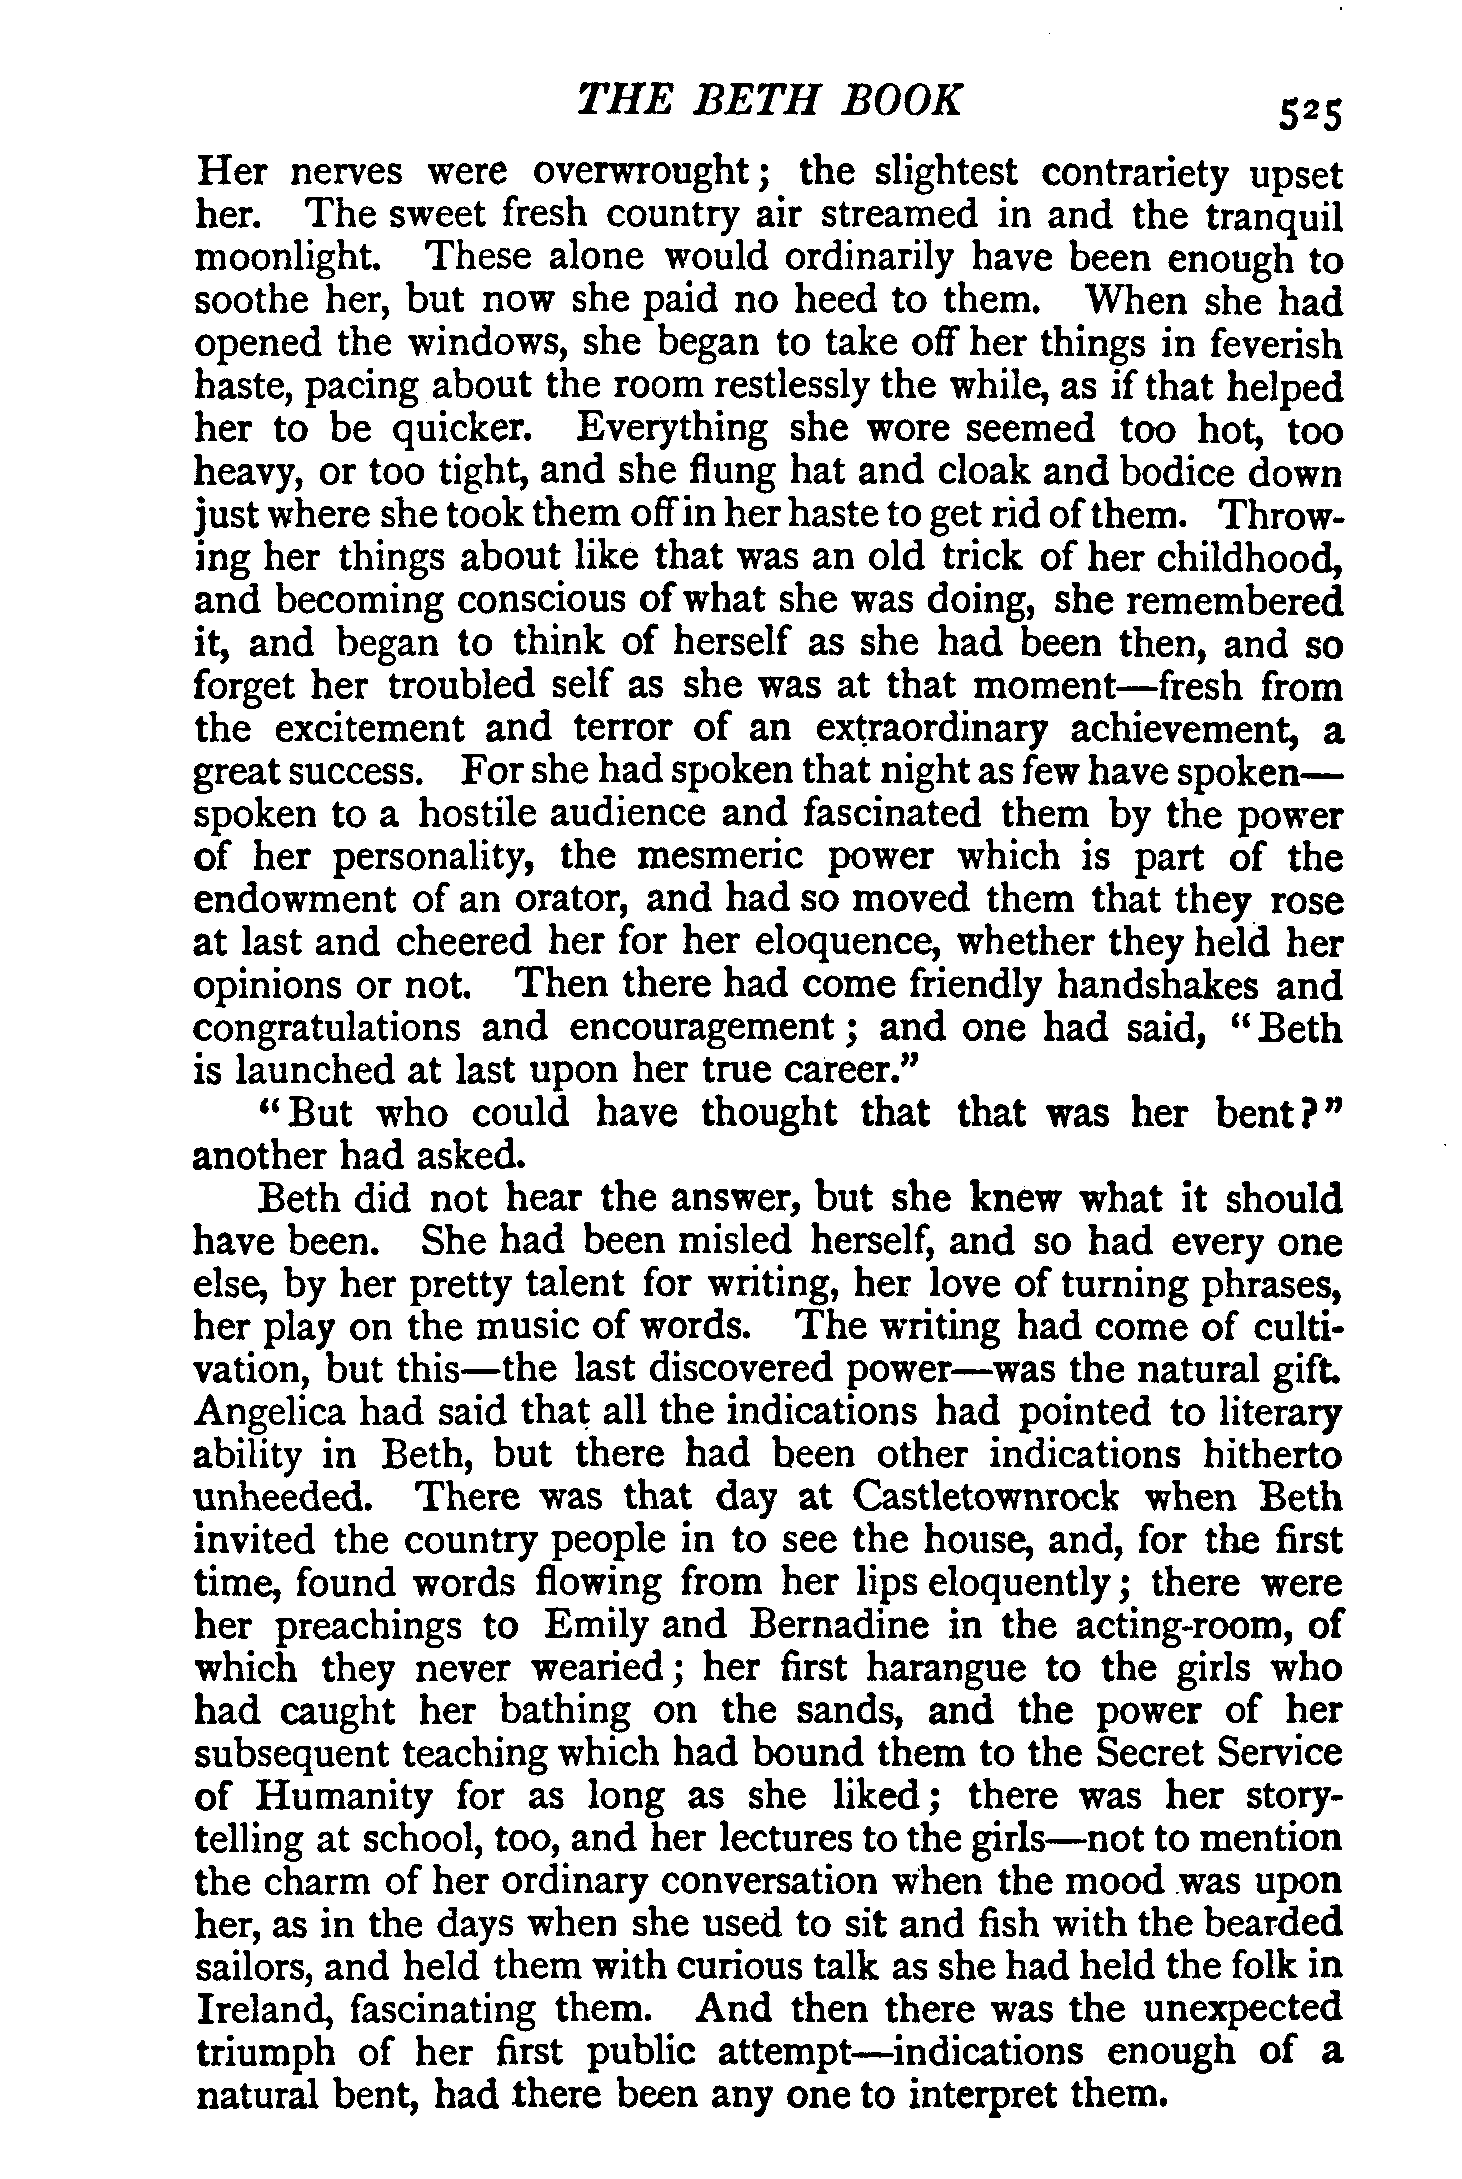 THE BETH BOOK 525
Her nerves were overwrought; the slightest contrariety upset
her. The sweet fresh country air streamed in and the tranquil
moonlight. These alone would ordinarily have been enough to
soothe her, but now she paid no heed to them. When she had
opened the windows, she began to take off her things in feverish
haste, pacing about the room restlessly the while, as if that helped
her to be quicker. Everything she wore seemed too hot, too
heavy, or too tight, and she flung hat and cloak and bodice down
just where she took them off in her haste to get rid of them. Throw-
ing her things about like that was an old trick of her childhood,
and becoming conscious of what she was doing, she remembered
it, and began to think of herself as she had been then, and so
forget her troubled self as she was at that moment—fresh from
the excitement and terror of an extraordinary achievement, a
great success. For she had spoken that night as few have spoken—
spoken to a hostile audience and fascinated them by the power
of her personality, the mesmeric power which is part of the
endowment of an orator, and had so moved them that they rose
at last and cheered her for her eloquence, whether they held her
opinions or not. Then there had come friendly handshakes and
congratulations and encouragement; and one had said, "Beth
is launched at last upon her true career."
"But who could have thought that that was her bent?"
another had asked.
Beth did not hear the answer, but she knew what it should
have been. She had been misled herself, and so had every one
else, by her pretty talent for writing, her love of turning phrases,
her play on the music of words. The writing had come of culti-
vation, but this—the last discovered power—was the natural gift.
Angelica had said that all the indications had pointed to literary
ability in Beth, but there had been other indications hitherto
unheeded. There was that day at Castletownrock when Beth
invited the country people in to see the house, and, for the first
time, found words flowing from her lips eloquently; there were
her preachings to Emily and Bernadine in the acting-room, of
which they never wearied; her first harangue to the girls who
had caught her bathing on the sands, and the power of her
subsequent teaching which had bound them to the Secret Service
of Humanity for as long as she liked; there was her story-
telling at school, too, and her lectures to the girls—not to mention
the charm of her ordinary conversation when the mood was upon
her, as in the days when she used to sit and fish with the bearded
sailors, and held them with curious talk as she had held the folk in
Ireland, fascinating them. And then there was the unexpected
triumph of her first public attempt—indications enough of a
natural bent, had there been any one to interpret them.